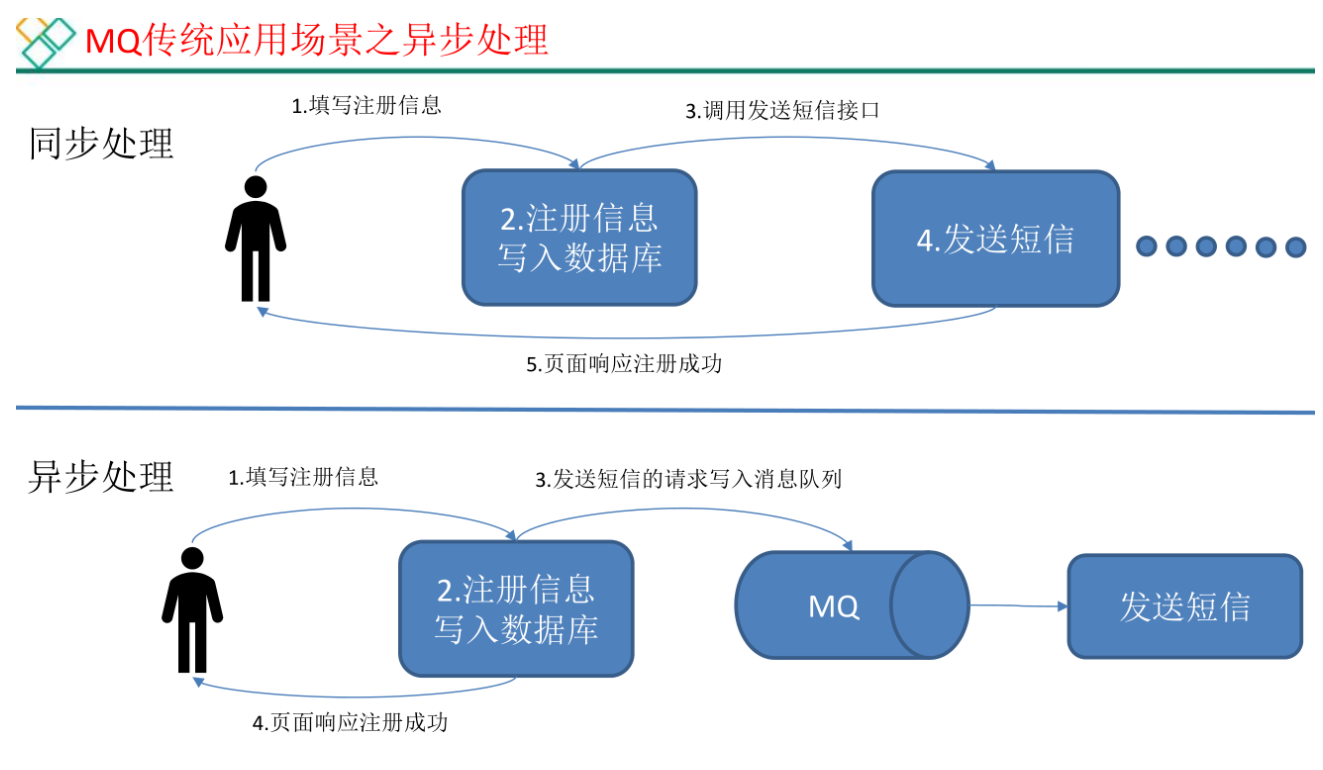 MQ传统应用场景之异步处理
同步处理
1.填写注册信息
3.调用发送短信接口
2.注册信息
写入数据库
4.发送短信
5.页面响应注册成功
异步处理
1.填写注册信息
3.发送短信的请求写入消息队列
2.注册信息
写入数据库
MQ
发送短信
4.页面响应注册成功